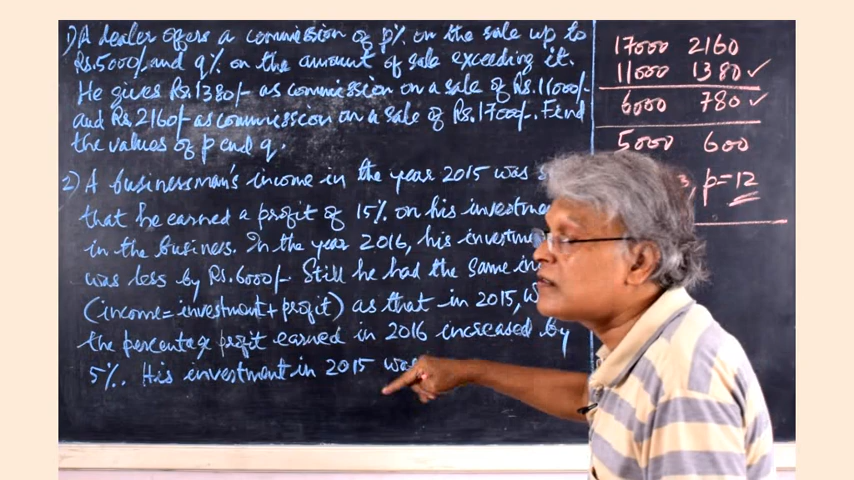 1) A dealer offers a commission of p% on the sale up to
Rs.5000/- and q% on the amount of sale exceeding it.
He gives Rs.1380/- as commission on a sale of Rs.11000/-
and Rs.2160/- as commission on a sale of Rs.17000/-. Find
the values of p and q.
2) A businessman's income in the year 2015 was
that he earned a profit of 15% on his
in the business. In the year 2016, his
was less by Rs.6000/- Still he had the same
(income=investment+profit) as that in 2015,
the percentage profit earned in 2016 increased by
5%. His investment in 2015 was
17000 2160
11000 1380 ✓
6000 780 ✓
5000 600
, p=12